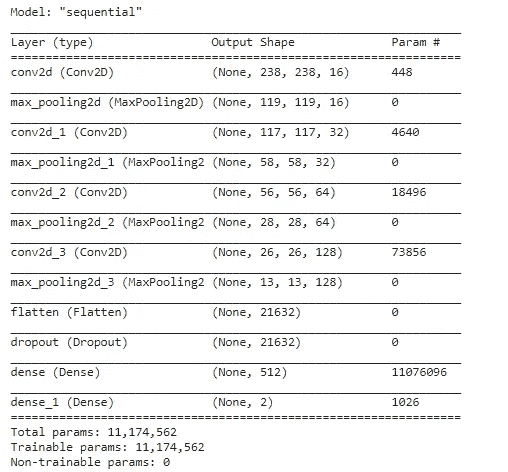 Model: "sequential"
Layer (type) Output Shape Param #
conv2d (Conv2D) (None, 238, 238, 16) 448
max_pooling2d (MaxPooling2D) (None, 119, 119, 16) 0
conv2d_1 (Conv2D) (None, 117, 117, 32) 4640
max_pooling2d_1 (MaxPooling2 (None, 58, 58, 32) 0
conv2d_2 (Conv2D) (None, 56, 56, 64) 18496
max_pooling2d_2 (MaxPooling2 (None, 28, 28, 64) 0
conv2d_3 (Conv2D) (None, 26, 26, 128) 73856
max_pooling2d_3 (MaxPooling2 (None, 13, 13, 128) 0
flatten (Flatten) (None, 21632) 0
dropout (Dropout) (None, 21632) 0
dense (Dense) (None, 512) 11076096
dense_1 (Dense) (None, 2) 1026
Total params: 11,174,562
Trainable params: 11,174,562
Non-trainable params: 0